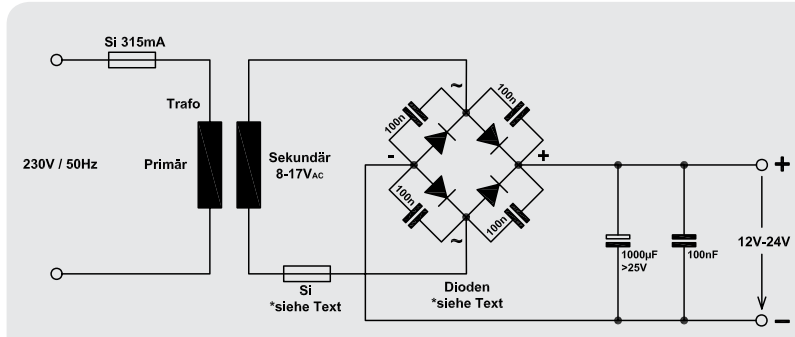 Si 315mA
Trafo
230V / 50Hz
Primär
Sekundär
8-17VAC
Si
*siehe Text
~
100n
100n
-
+
100n
100n
~
Dioden
*siehe Text
1000µF
>25V
100nF
+
12V-24V
-